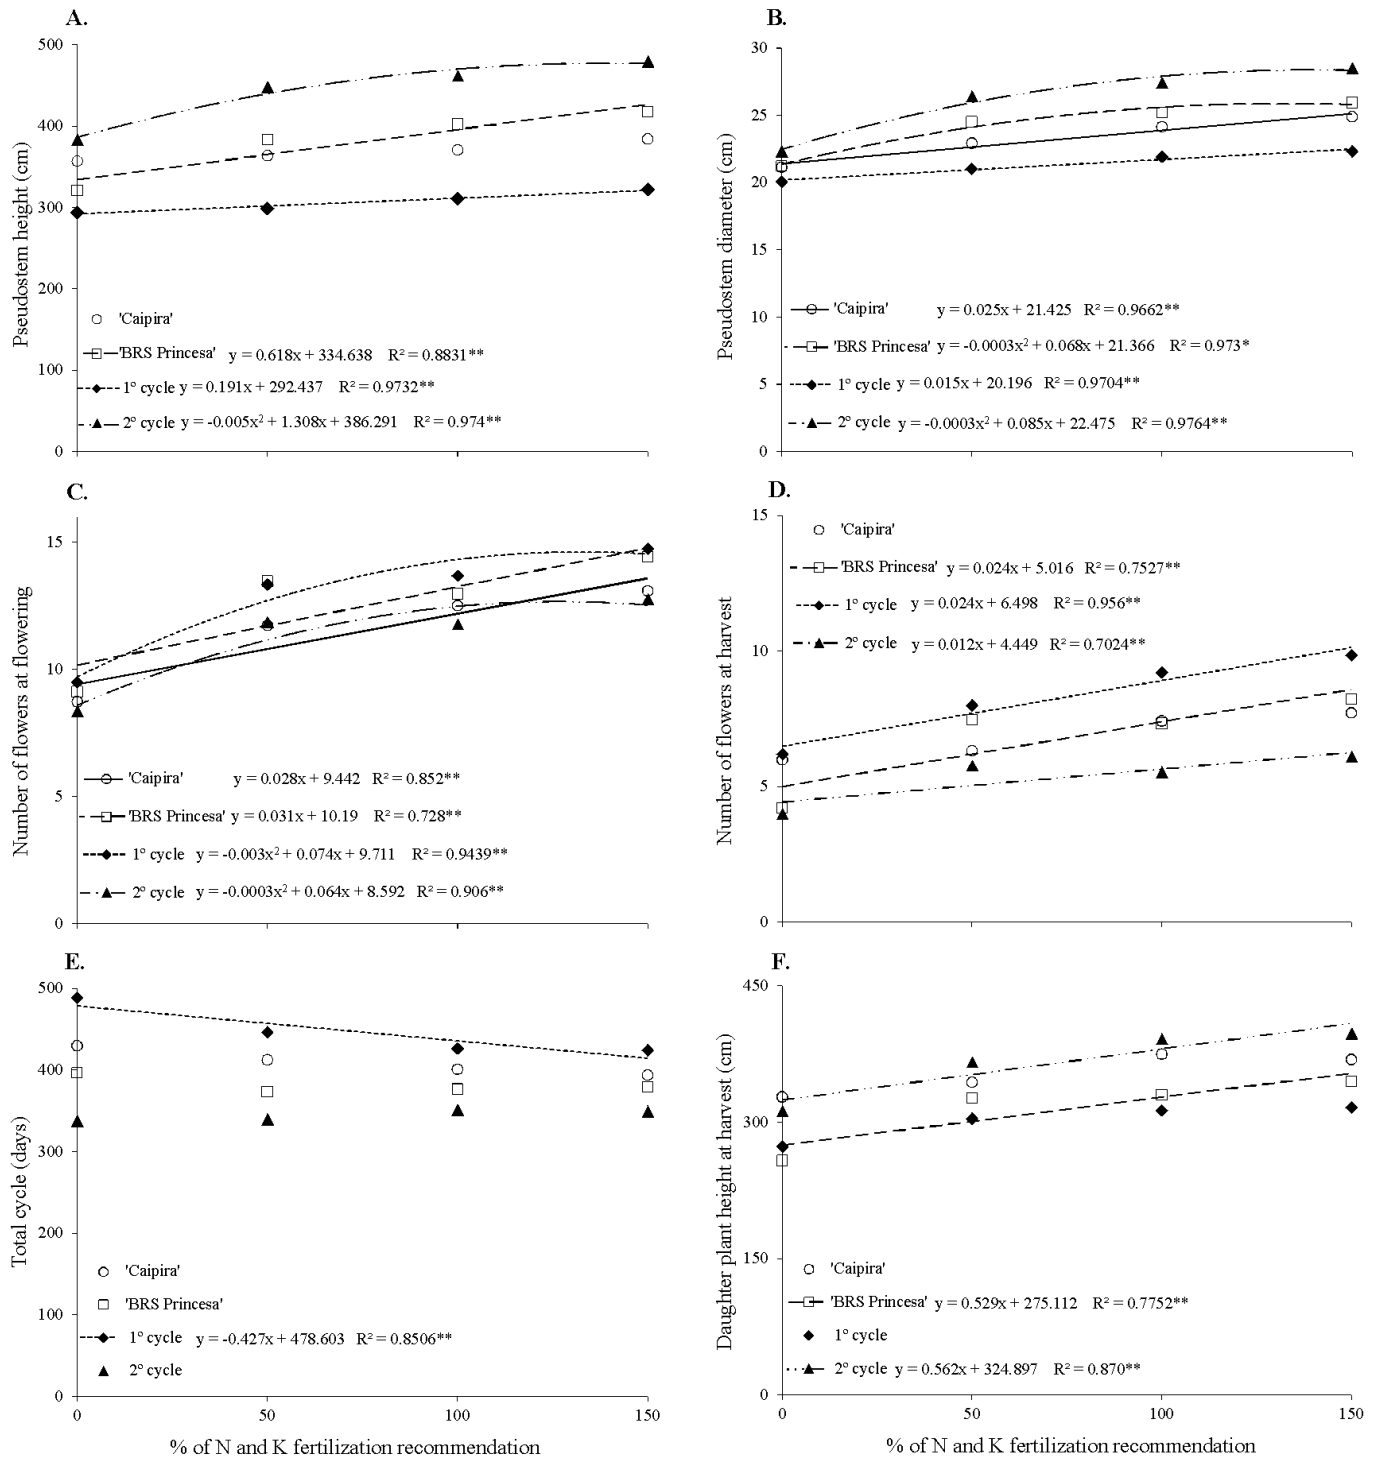 A.
500
400
300
200
100
0
Pseudostem height (cm)
'Caipira'
'BRS Princesa' y = 0.618x + 334.638 R² = 0.8831**
1º cycle y = 0.191x + 292.437 R² = 0.9732**
2º cycle y = -0.005x² + 1.308x + 386.291 R² = 0.974**
B.
30
25
20
15
10
5
0
Pseudostem diameter (cm)
'Caipira' y = 0.025x + 21.425 R² = 0.9662**
'BRS Princesa' y = -0.0003x² + 0.068x + 21.366 R² = 0.973*
1º cycle y = 0.015x + 20.196 R² = 0.9704**
2º cycle y = -0.0003x² + 0.085x + 22.475 R² = 0.9764**
C.
15
10
5
0
Number of flowers at flowering
'Caipira' y = 0.028x + 9.442 R² = 0.852**
'BRS Princesa' y = 0.031x + 10.19 R² = 0.728**
1º cycle y = -0.003x² + 0.074x + 9.711 R² = 0.9439**
2º cycle y = -0.0003x² + 0.064x + 8.592 R² = 0.906**
D.
15
10
5
0
Number of flowers at harvest
'Caipira'
'BRS Princesa' y = 0.024x + 5.016 R² = 0.7527**
1º cycle y = 0.024x + 6.498 R² = 0.956**
2º cycle y = 0.012x + 4.449 R² = 0.7024**
E.
500
400
300
200
100
0
Total cycle (days)
'Caipira'
'BRS Princesa'
1º cycle y = -0.427x + 478.603 R² = 0.8506**
2º cycle
0 50 100 150
% of N and K fertilization recommendation
F.
450
300
150
0
Daughter plant height at harvest (cm)
'Caipira'
'BRS Princesa' y = 0.529x + 275.112 R² = 0.7752**
1º cycle
2º cycle y = 0.562x + 324.897 R² = 0.870**
0 50 100 150
% of N and K fertilization recommendation